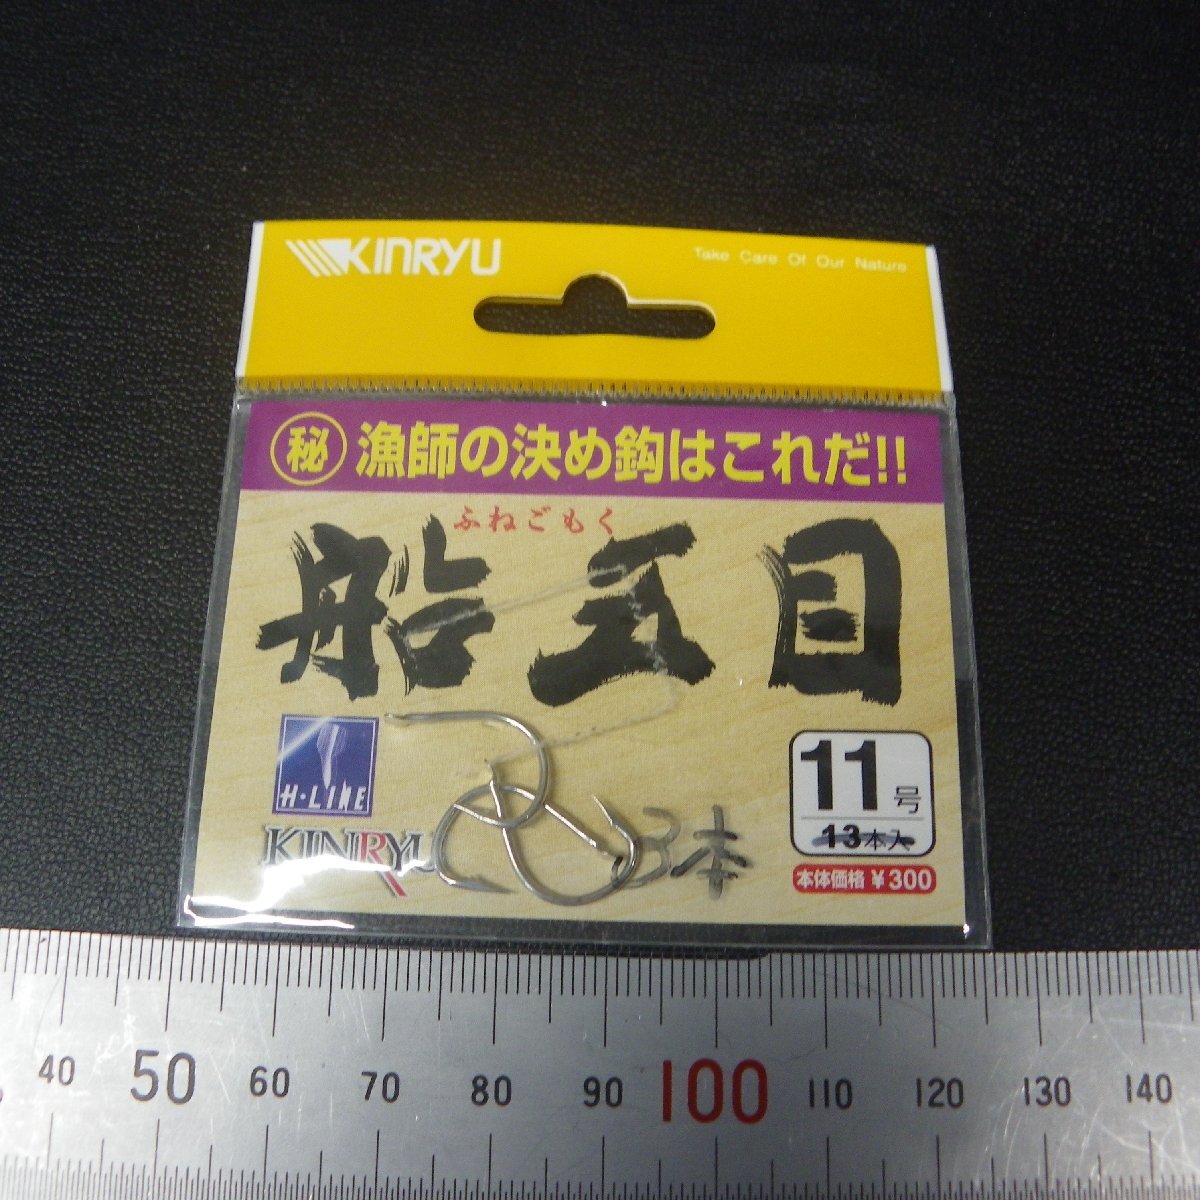 KINRYU
Take Care Of Our Nature
秘 漁師の決め鈎はこれだ!!
ふねごもく
船五目
H·LINE
KINRYU
11号
13本入
3本
本体価格 ¥300
40 50 60 70 80 90 100 110 120 130 140